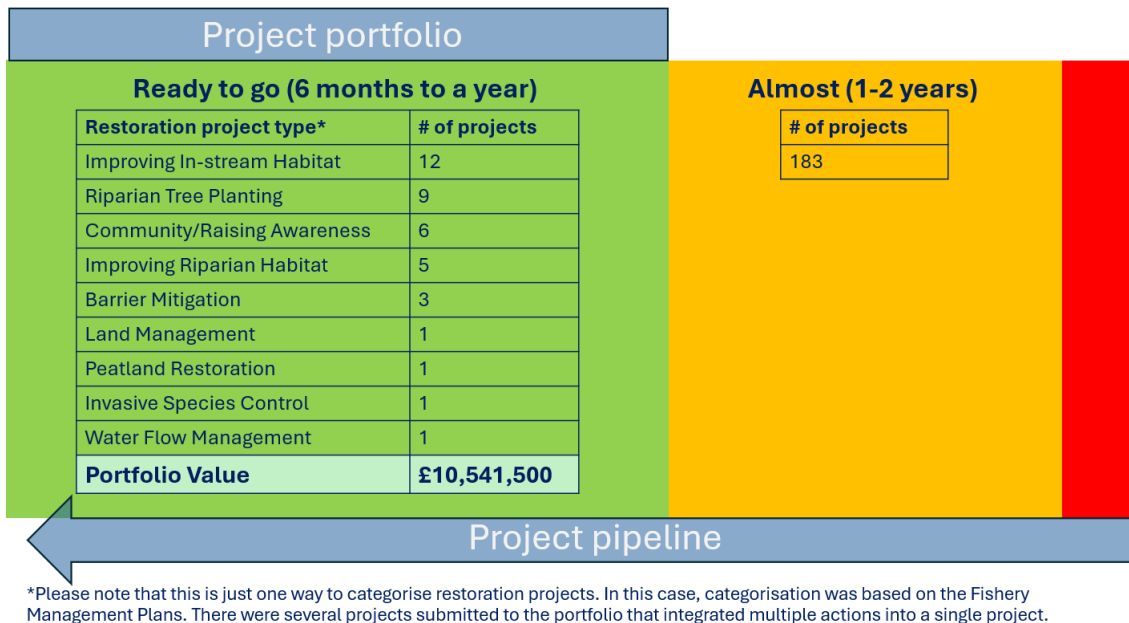 Project portfolio
Ready to go (6 months to a year)
Restoration project type* # of projects
Improving In-stream Habitat 12
Riparian Tree Planting 9
Community/Raising Awareness 6
Improving Riparian Habitat 5
Barrier Mitigation 3
Land Management 1
Peatland Restoration 1
Invasive Species Control 1
Water Flow Management 1
Portfolio Value £10,541,500
Almost (1-2 years)
# of projects
183
Project pipeline
*Please note that this is just one way to categorise restoration projects. In this case, categorisation was based on the Fishery
Management Plans. There were several projects submitted to the portfolio that integrated multiple actions into a single project.